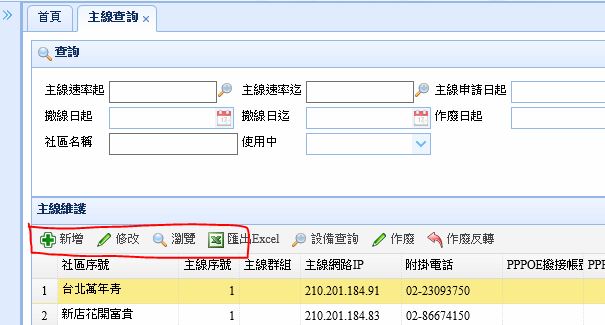 首頁 主線查詢 ×
查詢
主線速率起 主線速率迄 主線申請日起
撤線日起 撤線日迄 作廢日起
社區名稱 使用中
主線維護
新增 修改 瀏覽 匯出Excel 設備查詢 作廢 作廢反轉
社區序號 主線序號 主線群組 主線網路IP 附掛電話 PPPOE撥接帳號 PPP
1 台北萬年青 1 210.201.184.91 02-23093750
2 新店花開富貴 1 210.201.184.83 02-86674150